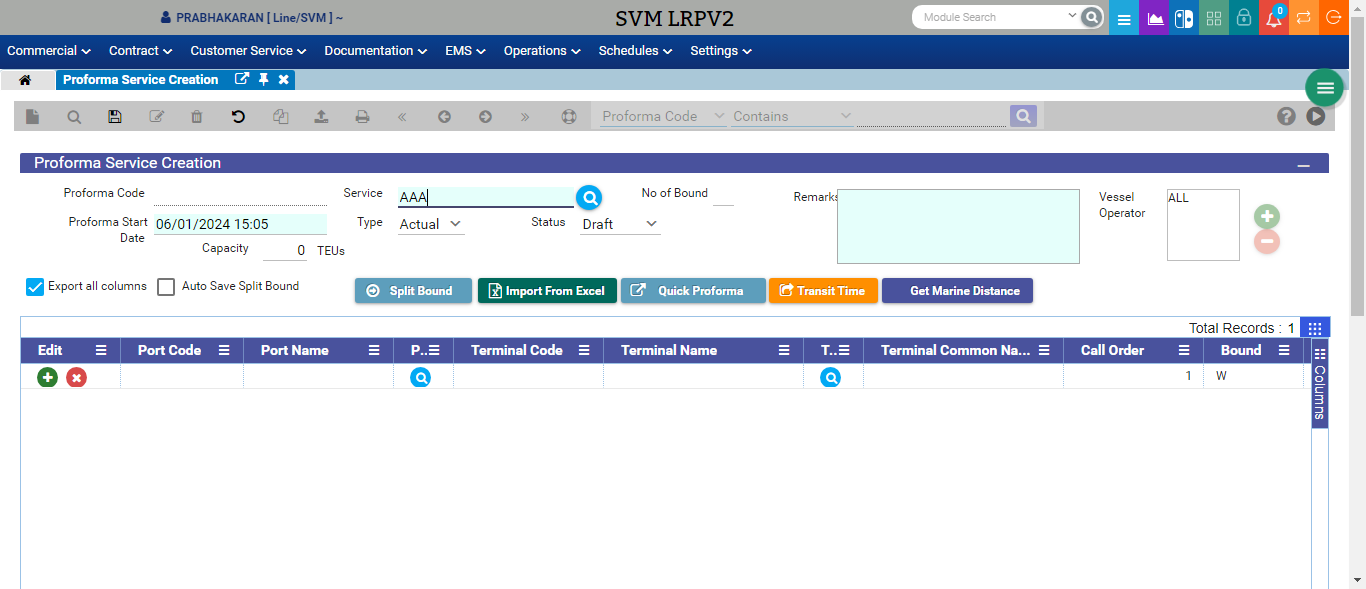 PRABHAKARAN [ Line/SVM ] ~
SVM LRPV2
Module Search
0
Commercial Contract Customer Service Documentation EMS Operations Schedules Settings
Proforma Service Creation
Proforma Code Contains
Proforma Service Creation
Proforma Code Service AAA No of Bound Remarks Vessel Operator ALL
Proforma Start Date 06/01/2024 15:05 Type Actual Status Draft
Capacity 0 TEUs
Export all columns Auto Save Split Bound Split Bound Import From Excel Quick Proforma Transit Time Get Marine Distance
Total Records : 1
Edit Port Code Port Name P.. Terminal Code Terminal Name T.. Terminal Common Na... Call Order Bound
1 W
Columns